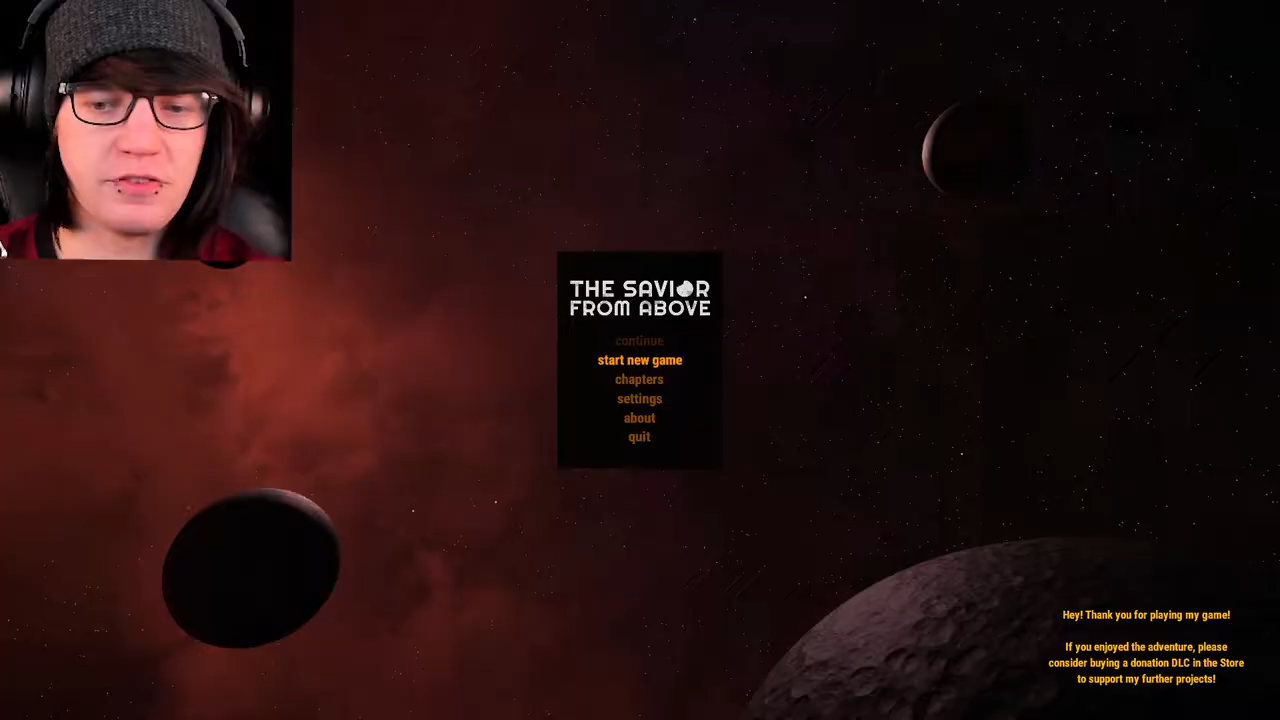 THE SAVIOR
FROM ABOVE
continue
start new game
chapters
settings
about
quit
Hey! Thank you for playing my game!
If you enjoyed the adventure, please
consider buying a donation DLC in the Store
to support my further projects!